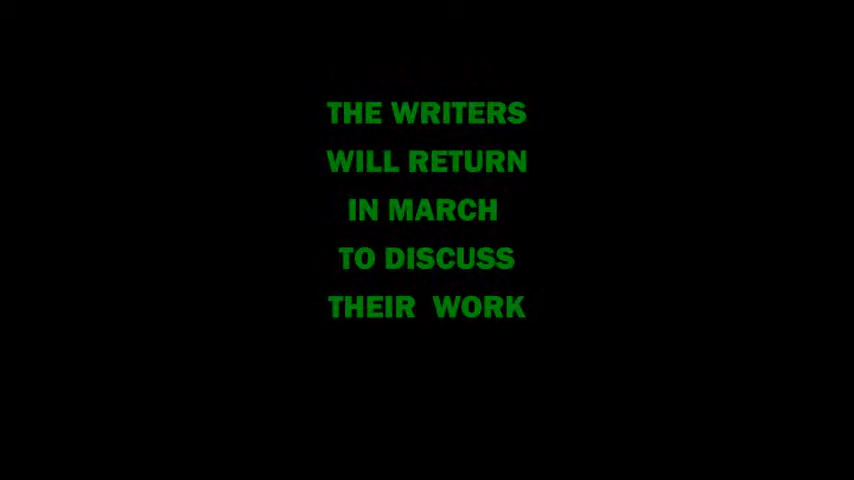 THE WRITERS
WILL RETURN
IN MARCH
TO DISCUSS
THEIR WORK